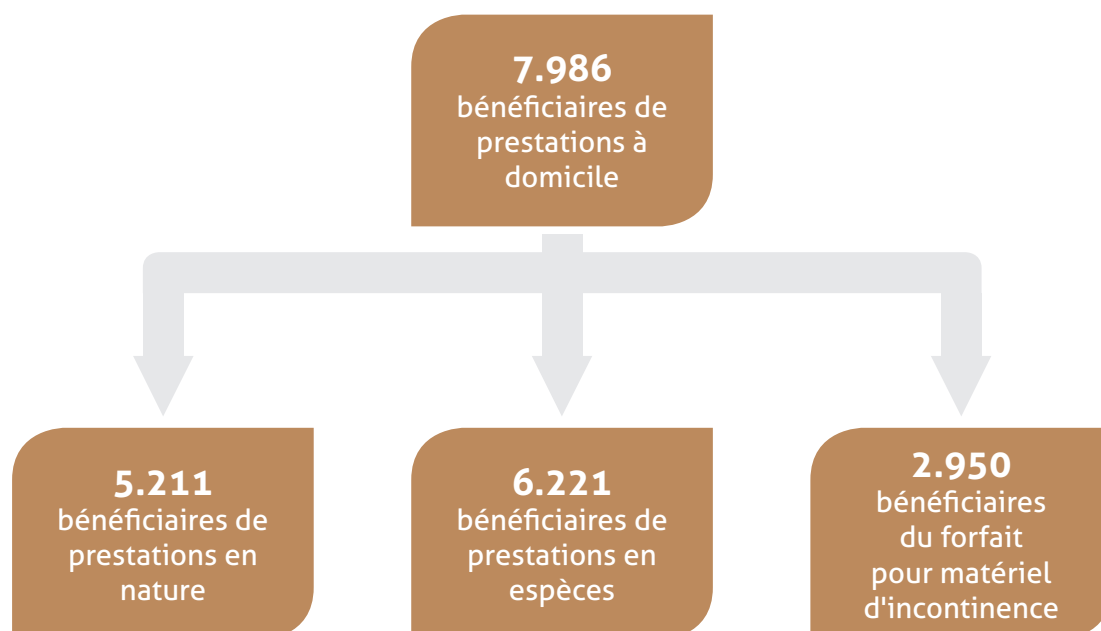 7.986
bénéficiaires de
prestations à
domicile
5.211
bénéficiaires de
prestations en
nature
6.221
bénéficiaires de
prestations en
espèces
2.950
bénéficiaires
du forfait
pour matériel
d'incontinence